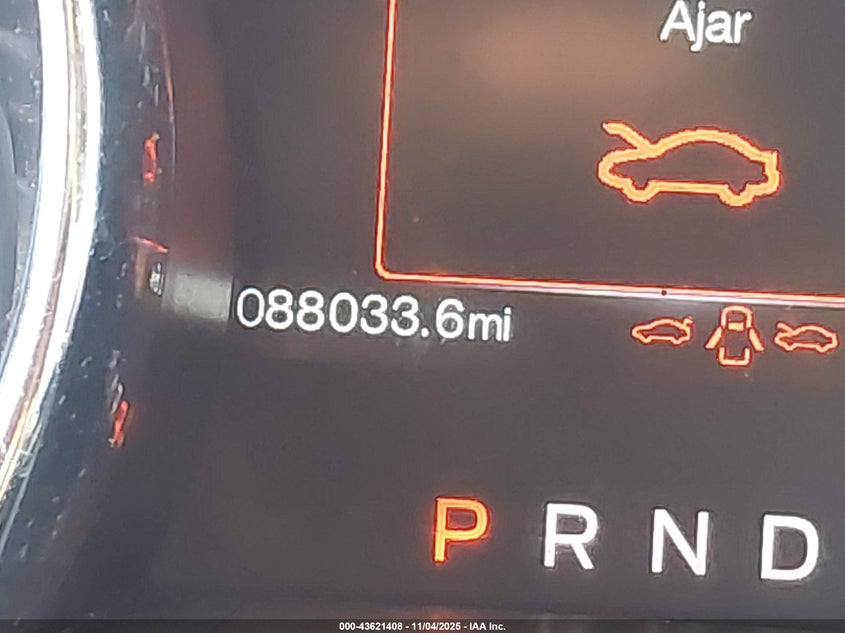 Ajar
088033.6mi
P R N D
000-43621408 - 11/04/2025 - IAA Inc.